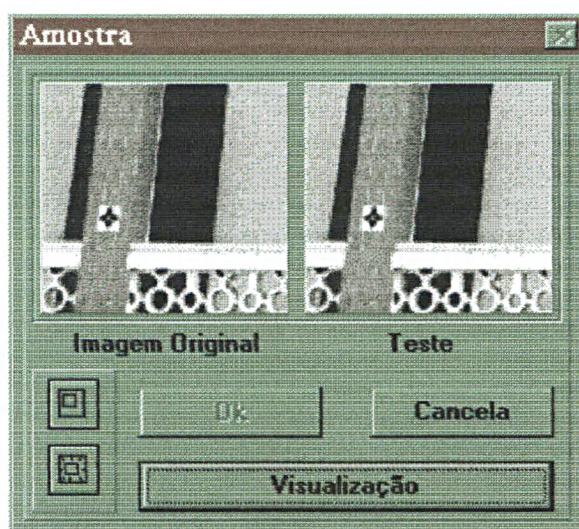 Amostra
Imagem Original
Teste
Ok
Cancela
Visualização